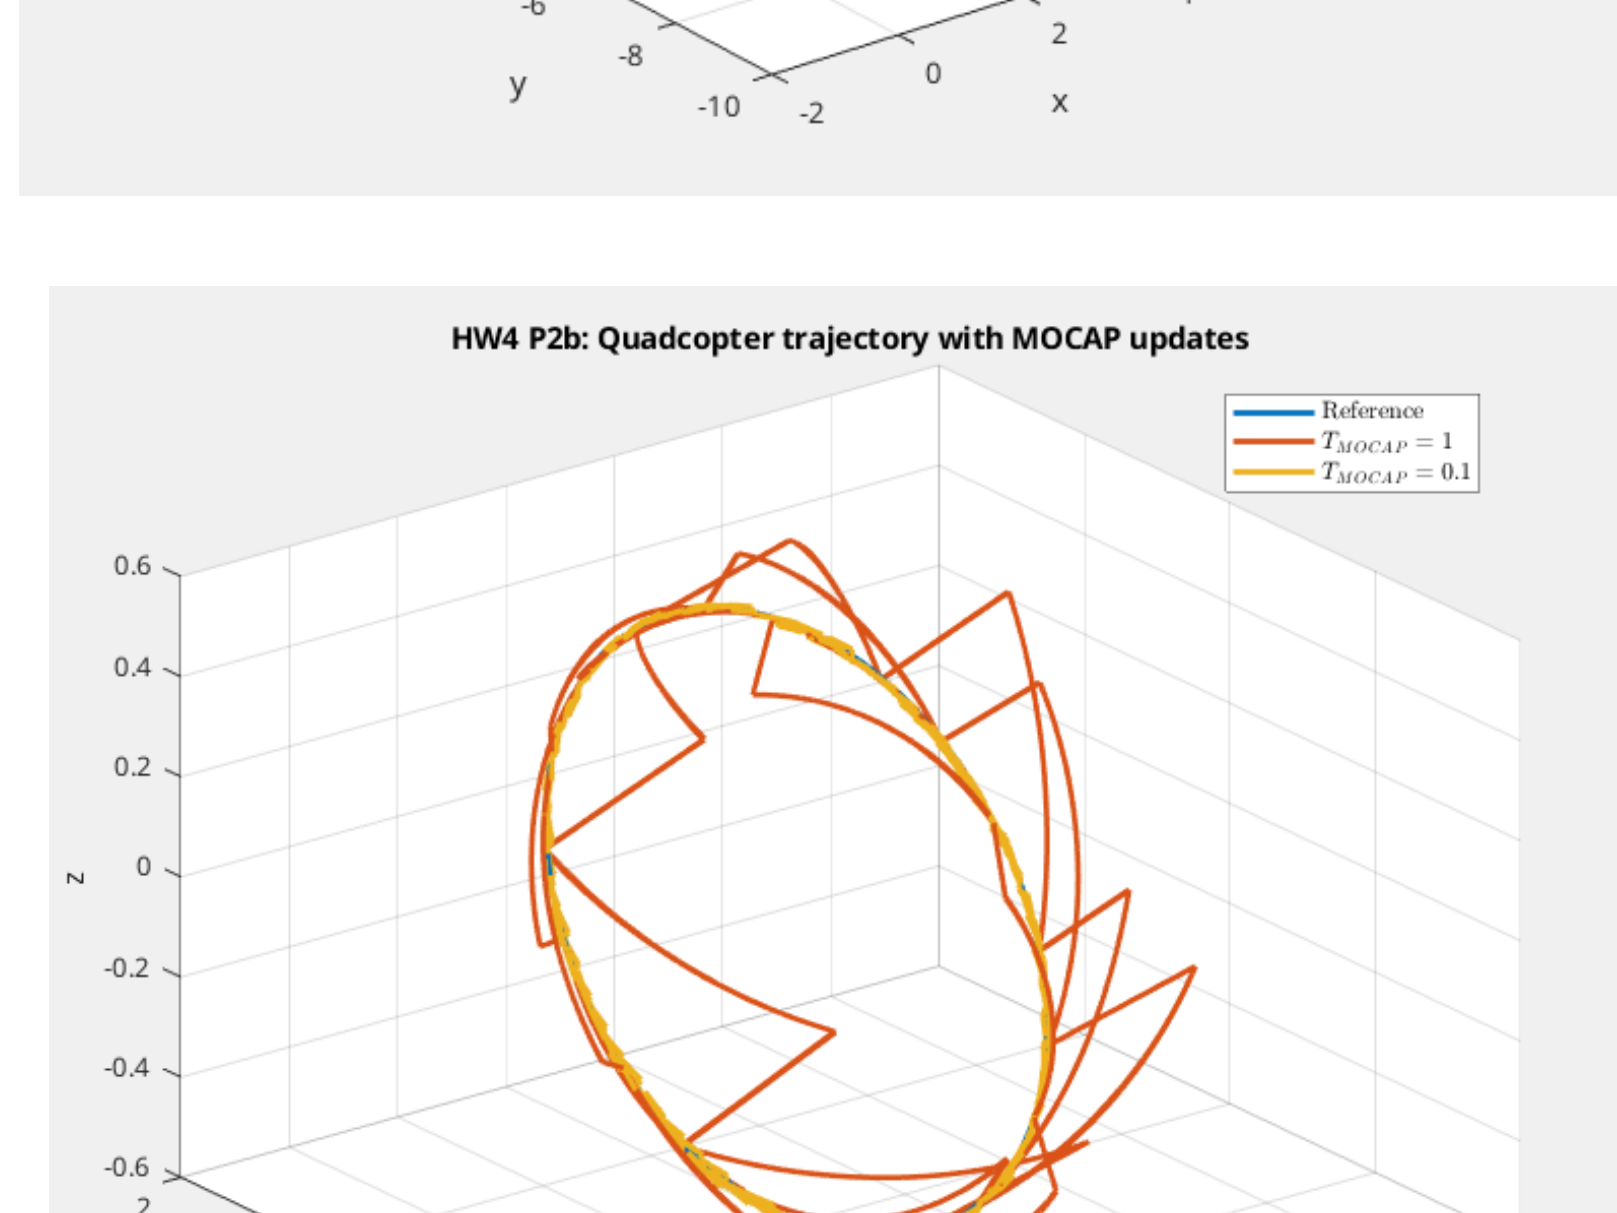 -6
-8
-10
y
-2
0
2
x
HW4 P2b: Quadcopter trajectory with MOCAP updates
Reference
T_MOCAP = 1
T_MOCAP = 0.1
0.6
0.4
0.2
0
-0.2
-0.4
-0.6
z
2